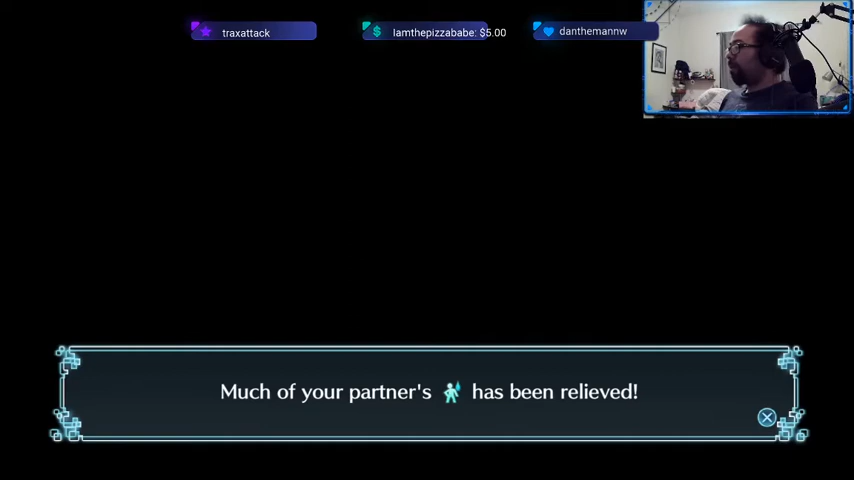 traxattack
Iamthepizzababe: $5.00
danthemannw
Much of your partner's has been relieved!